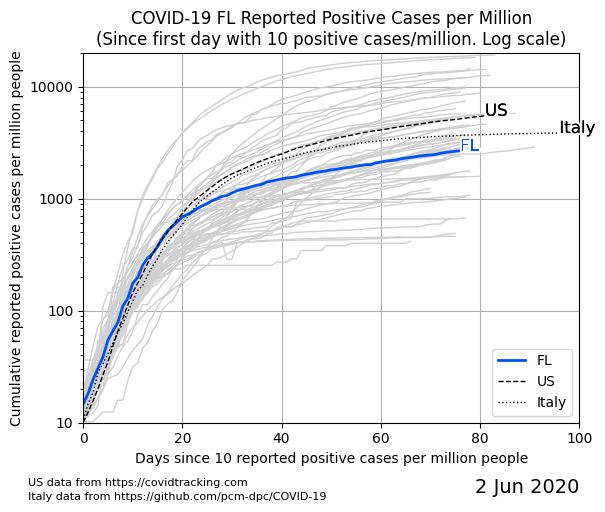 COVID-19 FL Reported Positive Cases per Million
(Since first day with 10 positive cases/million. Log scale)
Cumulative reported positive cases per million people
10000
1000
100
10
US
Italy
FL
FL
US
Italy
0 20 40 60 80 100
Days since 10 reported positive cases per million people
US data from https://covidtracking.com
Italy data from https://github.com/pcm-dpc/COVID-19
2 Jun 2020